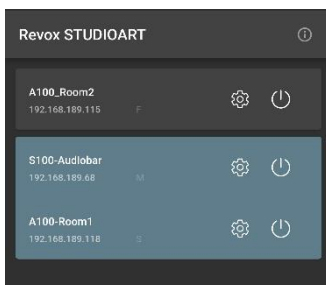 Revox STUDIOART
A100_Room2
192.168.189.115 F
S100-Audiobar
192.168.189.68 M
A100-Room1
192.168.189.118 S